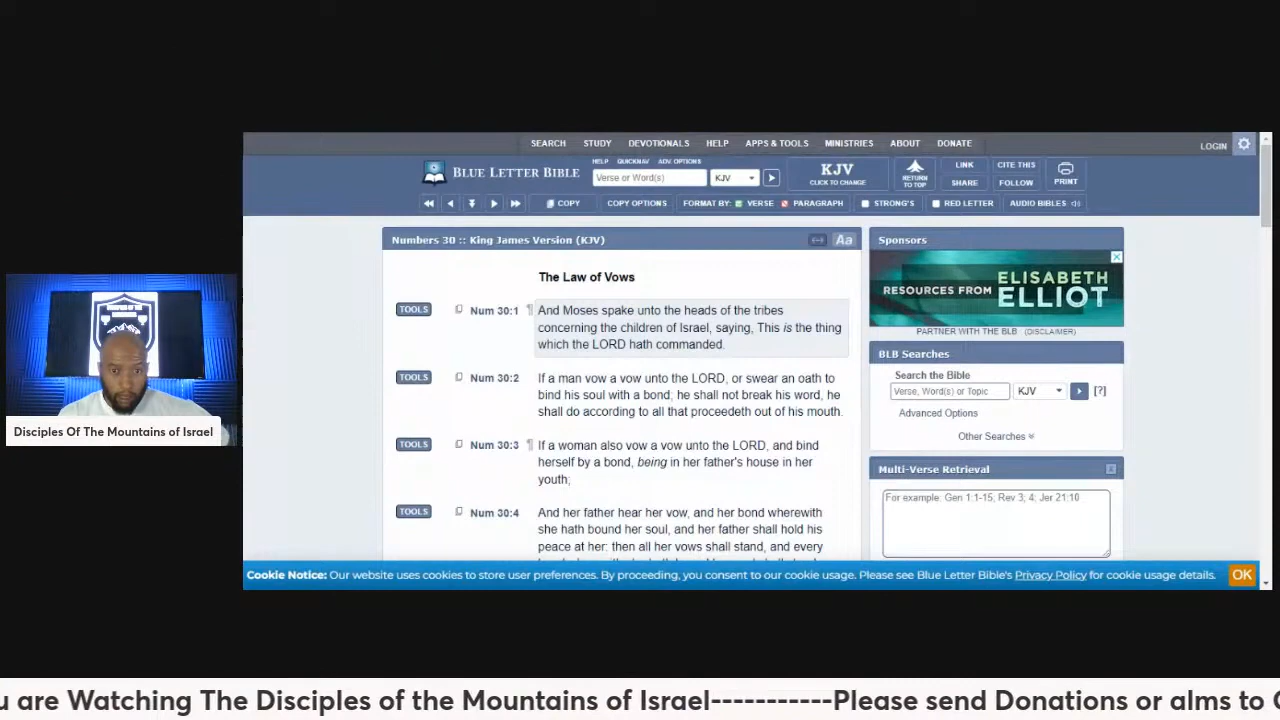 SEARCH STUDY DEVOTIONALS HELP APPS & TOOLS MINISTRIES ABOUT DONATE
LOGIN
BLUE LETTER BIBLE
HELP QUICKNAV ADV. OPTIONS
Verse or Word(s) KJV
KJV
CLICK TO CHANGE
RETURN
TO TOP
LINK CITE THIS
SHARE FOLLOW
PRINT
COPY COPY OPTIONS FORMAT BY: VERSE PARAGRAPH STRONG'S RED LETTER AUDIO BIBLES
Numbers 30 :: King James Version (KJV) Aa
The Law of Vows
TOOLS Num 30:1 ¶ And Moses spake unto the heads of the tribes
concerning the children of Israel, saying, This is the thing
which the LORD hath commanded.
TOOLS Num 30:2 If a man vow a vow unto the LORD, or swear an oath to
bind his soul with a bond, he shall not break his word, he
shall do according to all that proceedeth out of his mouth.
TOOLS Num 30:3 ¶ If a woman also vow a vow unto the LORD, and bind
herself by a bond, being in her father's house in her
youth;
TOOLS Num 30:4 And her father hear her vow, and her bond wherewith
she hath bound her soul, and her father shall hold his
peace at her: then all her vows shall stand, and every
Sponsors
RESOURCES FROM ELISABETH
ELLIOT
PARTNER WITH THE BLB (DISCLAIMER)
BLB Searches
Search the Bible
Verse, Word(s) or Topic KJV [?]
Advanced Options
Other Searches
Multi-Verse Retrieval
For example: Gen 1:1-15; Rev 3; 4; Jer 21:10
Cookie Notice: Our website uses cookies to store user preferences. By proceeding, you consent to our cookie usage. Please see Blue Letter Bible's Privacy Policy for cookie usage details. OK
Disciples Of The Mountains of Israel
u are Watching The Disciples of the Mountains of Israel-----------Please send Donations or alms to